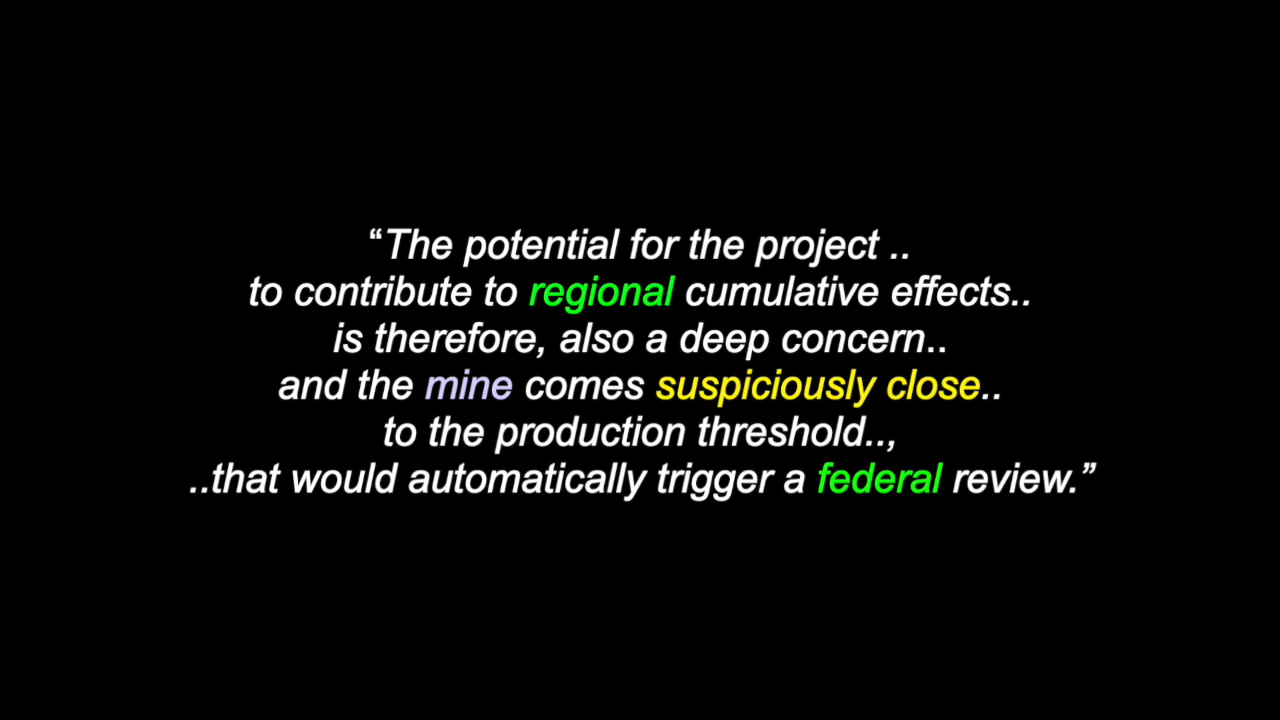 “The potential for the project ..
to contribute to regional cumulative effects..
is therefore, also a deep concern..
and the mine comes suspiciously close..
to the production threshold..,
..that would automatically trigger a federal review.”